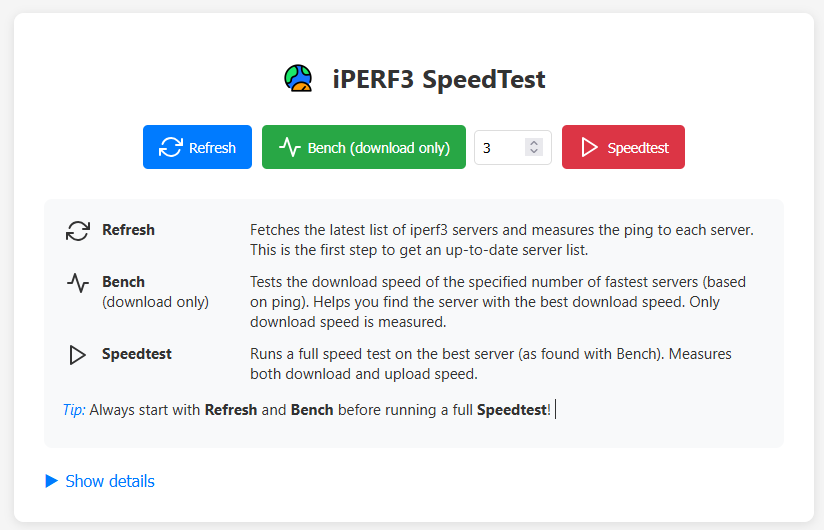 iPERF3 SpeedTest
Refresh
Bench (download only)
3
Speedtest
Refresh
Fetches the latest list of iperf3 servers and measures the ping to each server.
This is the first step to get an up-to-date server list.
Bench
(download only)
Tests the download speed of the specified number of fastest servers (based
on ping). Helps you find the server with the best download speed. Only
download speed is measured.
Speedtest
Runs a full speed test on the best server (as found with Bench). Measures
both download and upload speed.
Tip: Always start with Refresh and Bench before running a full Speedtest!
Show details